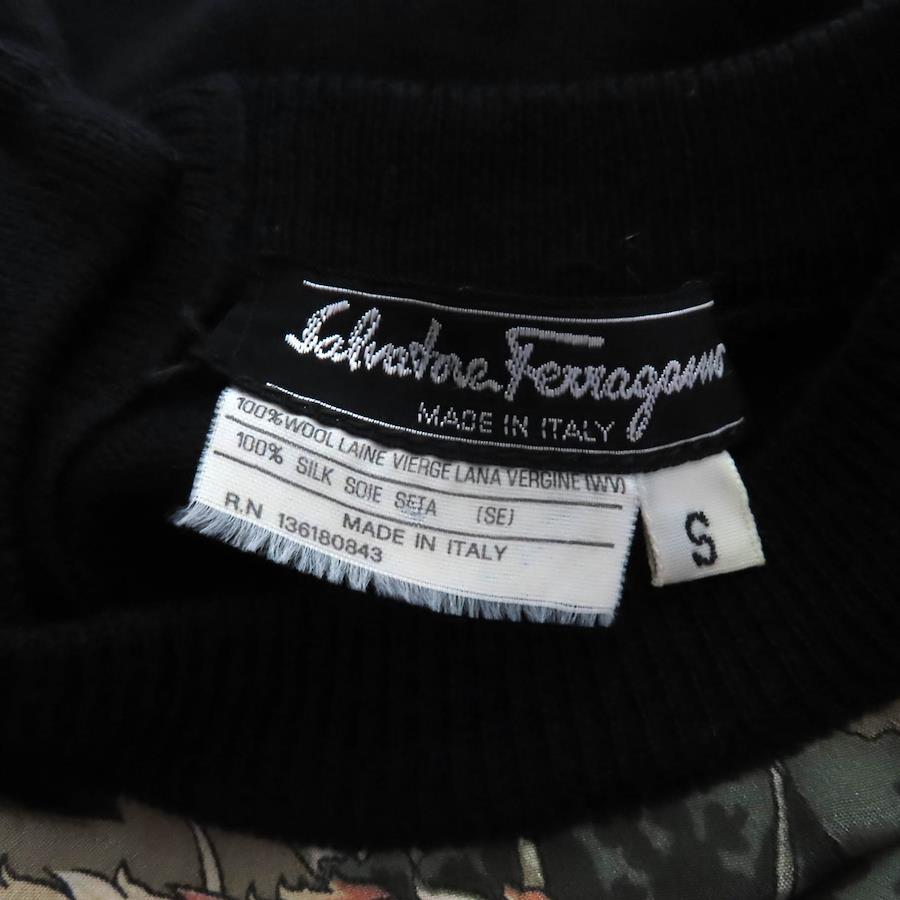 Salvatore Ferragamo
MADE IN ITALY
100% WOOL LAINE VIERGE LANA VERGINE (WV)
100% SILK SOIE SETA (SE)
MADE IN ITALY
R.N 136180843
S